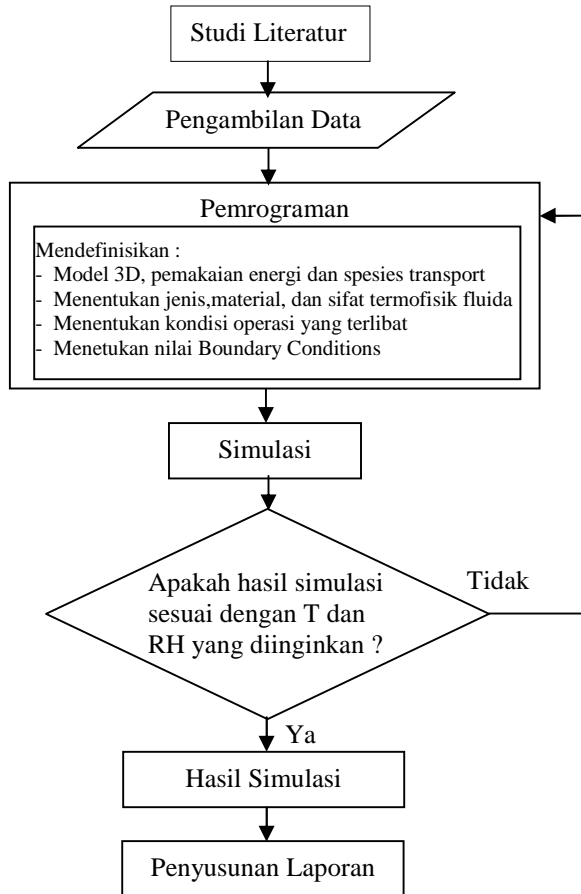 Studi Literatur
Pengambilan Data
Pemrograman
Mendefinisikan :
- Model 3D, pemakaian energi dan spesies transport
- Menentukan jenis,material, dan sifat termofisik fluida
- Menentukan kondisi operasi yang terlibat
- Menetukan nilai Boundary Conditions
Simulasi
Apakah hasil simulasi
sesuai dengan T dan
RH yang diinginkan ?
Tidak
Ya
Hasil Simulasi
Penyusunan Laporan